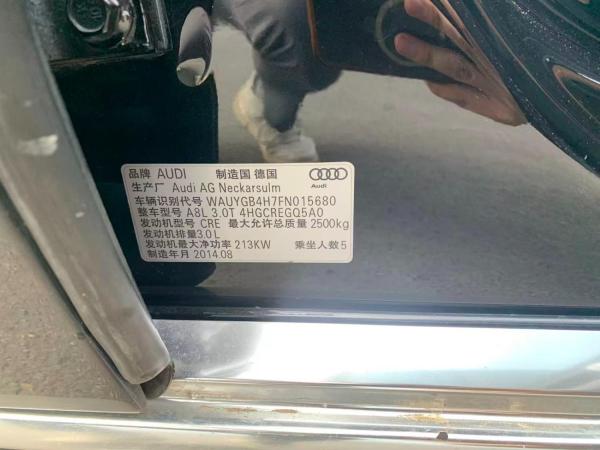 品牌 AUDI 制造国 德国
生产厂 Audi AG Neckarsulm
Audi
车辆识别代号 WAUYGB4H7FN015680
整车型号 A8L 3.0T 4HGCREGQ5A0
发动机型号 CRE 最大允许总质量 2500kg
发动机排量3.0L
发动机最大净功率 213KW 乘坐人数5
制造年月 2014.08